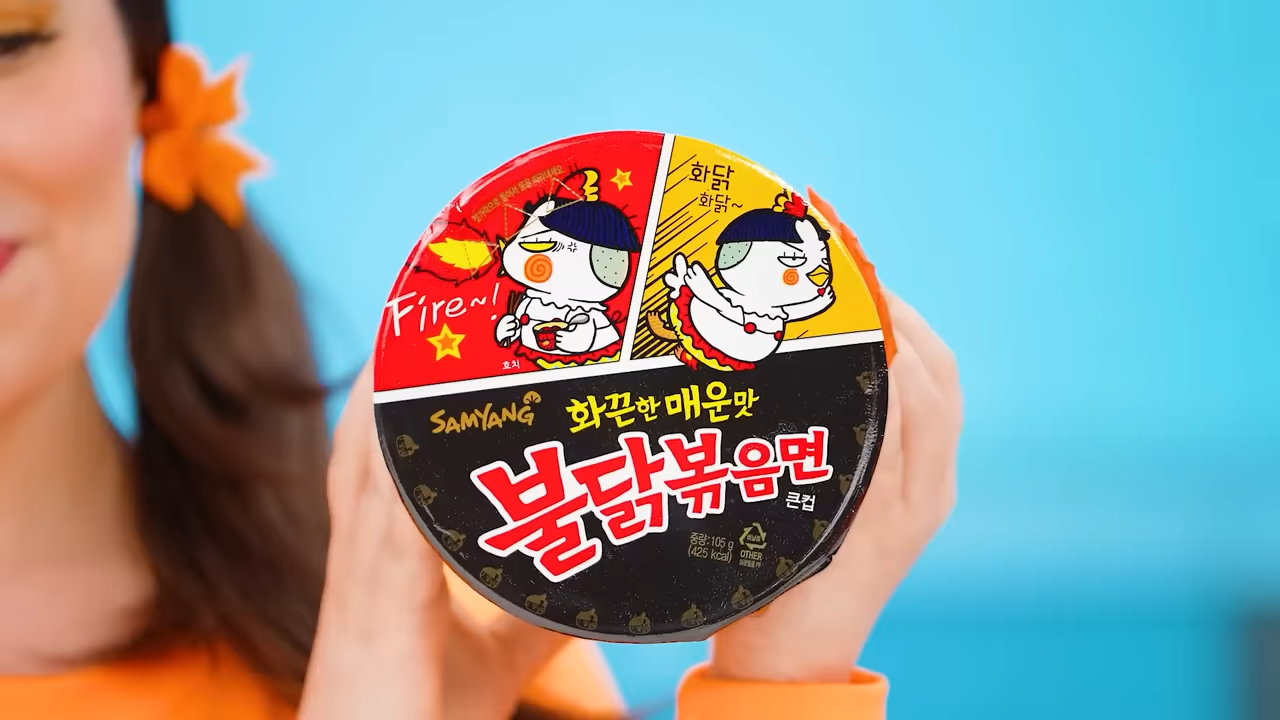 Fire~!
호치
화닭
화닭~
SAMYANG
화끈한 매운맛
불닭볶음면
큰컵
중량:105 g
(425 kcal)
OTHER